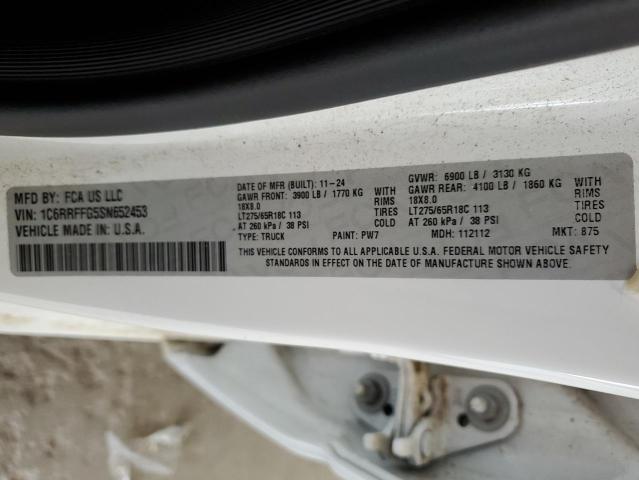 MFD BY: FCA US LLC
VIN: 1C6RRFFG5SN652453
VEHICLE MADE IN: U.S.A.
DATE OF MFR (BUILT): 11-24
GAWR FRONT: 3900 LB / 1770 KG WITH
18X8.0 RIMS
LT275/65R18C 113 TIRES
AT 260 kPa / 38 PSI COLD
TYPE: TRUCK PAINT: PW7
GVWR: 6900 LB / 3130 KG
GAWR REAR: 4100 LB / 1860 KG WITH
18X8.0 RIMS
LT275/65R18C 113 TIRES
AT 260 kPa / 38 PSI COLD
MDH: 112112 MKT: 875
THIS VEHICLE CONFORMS TO ALL APPLICABLE U.S.A. FEDERAL MOTOR VEHICLE SAFETY
STANDARDS IN EFFECT ON THE DATE OF MANUFACTURE SHOWN ABOVE.